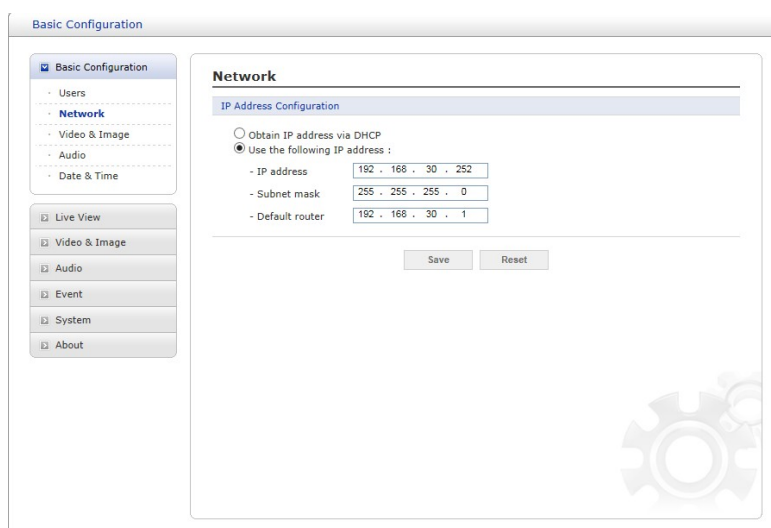 Basic Configuration
Basic Configuration
Users
Network
Video & Image
Audio
Date & Time
Live View
Video & Image
Audio
Event
System
About
Network
IP Address Configuration
Obtain IP address via DHCP
Use the following IP address :
- IP address 192 . 168 . 30 . 252
- Subnet mask 255 . 255 . 255 . 0
- Default router 192 . 168 . 30 . 1
Save Reset